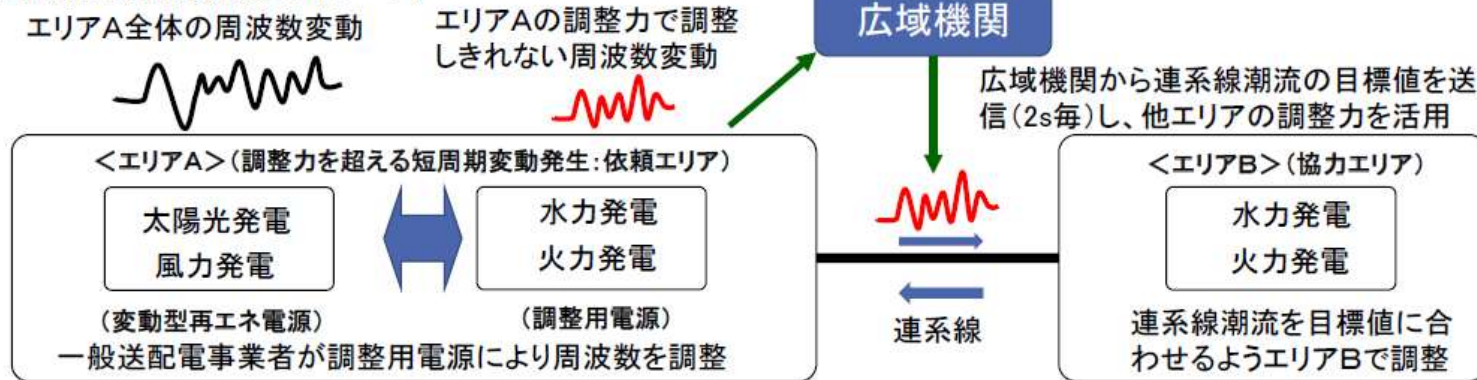 エリアA全体の周波数変動
エリアAの調整力で調整
しきれない周波数変動
広域機関
広域機関から連系線潮流の目標値を送
信(2s毎)し、他エリアの調整力を活用
＜エリアA＞(調整力を超える短周期変動発生:依頼エリア)
太陽光発電
風力発電
水力発電
火力発電
(変動型再エネ電源)
(調整用電源)
一般送配電事業者が調整用電源により周波数を調整
連系線
＜エリアB＞(協力エリア)
水力発電
火力発電
連系線潮流を目標値に合
わせるようエリアBで調整